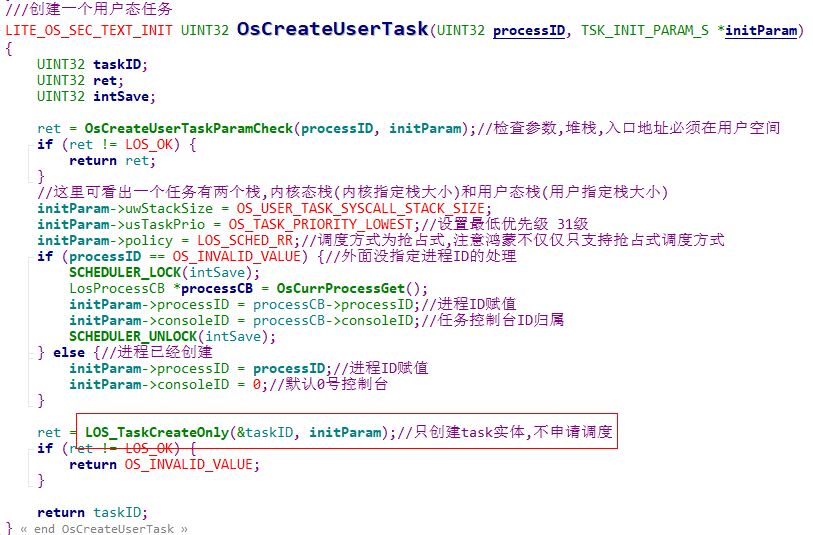 ///创建一个用户态任务
LITE_OS_SEC_TEXT_INIT UINT32 OsCreateUserTask(UINT32 processID, TSK_INIT_PARAM_S *initParam)
{
    UINT32 taskID;
    UINT32 ret;
    UINT32 intSave;

    ret = OsCreateUserTaskParamCheck(processID, initParam);//检查参数,堆栈,入口地址必须在用户空间
    if (ret != LOS_OK) {
        return ret;
    }
    //这里可看出一个任务有两个栈,内核态栈(内核指定栈大小)和用户态栈(用户指定栈大小)
    initParam->uwStackSize = OS_USER_TASK_SYSCALL_STACK_SIZE;
    initParam->usTaskPrio = OS_TASK_PRIORITY_LOWEST;//设置最低优先级 31级
    initParam->policy = LOS_SCHED_RR;//调度方式为抢占式,注意鸿蒙不仅仅只支持抢占式调度方式
    if (processID == OS_INVALID_VALUE) {//外面没指定进程ID的处理
        SCHEDULER_LOCK(intSave);
        LosProcessCB *processCB = OsCurrProcessGet();
        initParam->processID = processCB->processID;//进程ID赋值
        initParam->consoleID = processCB->consoleID;//任务控制台ID归属
        SCHEDULER_UNLOCK(intSave);
    } else {//进程已经创建
        initParam->processID = processID;//进程ID赋值
        initParam->consoleID = 0;//默认0号控制台
    }

    ret = LOS_TaskCreateOnly(&taskID, initParam);//只创建task实体,不申请调度
    if (ret != LOS_OK) {
        return OS_INVALID_VALUE;
    }

    return taskID;
} « end OsCreateUserTask »